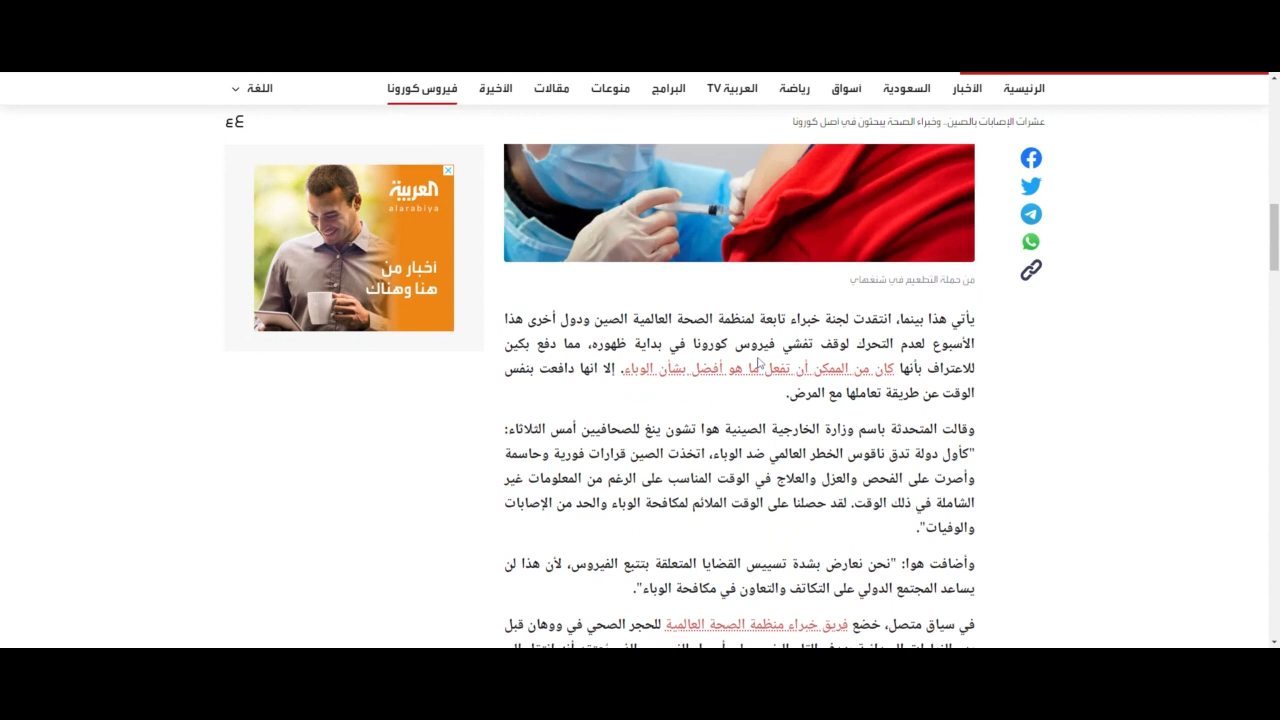 الرئيسية الأخبار السعودية أسواق رياضة العربية TV البرامج منوعات مقالات الأخيرة فيروس كورونا اللغة
عشرات الإصابات بالصين.. وخبراء الصحة يبحثون في أصل كورونا
العربية
alarabiya
أخبار من
هنا وهناك
من حملة التطعيم في شنغهاي
يأتي هذا بينما، انتقدت لجنة خبراء تابعة لمنظمة الصحة العالمية الصين ودول أخرى هذا
الأسبوع لعدم التحرك لوقف تفشي فيروس كورونا في بداية ظهوره، مما دفع بكين
للاعتراف بأنها كان من الممكن أن تفعل ما هو أفضل بشأن الوباء. إلا انها دافعت بنفس
الوقت عن طريقة تعاملها مع المرض.
وقالت المتحدثة باسم وزارة الخارجية الصينية هوا تشون ينغ للصحافيين أمس الثلاثاء:
"كأول دولة تدق ناقوس الخطر العالمي ضد الوباء، اتخذت الصين قرارات فورية وحاسمة
وأصرت على الفحص والعزل والعلاج في الوقت المناسب على الرغم من المعلومات غير
الشاملة في ذلك الوقت. لقد حصلنا على الوقت الملائم لمكافحة الوباء والحد من الإصابات
والوفيات".
وأضافت هوا: "نحن نعارض بشدة تسييس القضايا المتعلقة بتتبع الفيروس، لأن هذا لن
يساعد المجتمع الدولي على التكاتف والتعاون في مكافحة الوباء".
في سياق متصل، خضع فريق خبراء منظمة الصحة العالمية للحجر الصحي في ووهان قبل